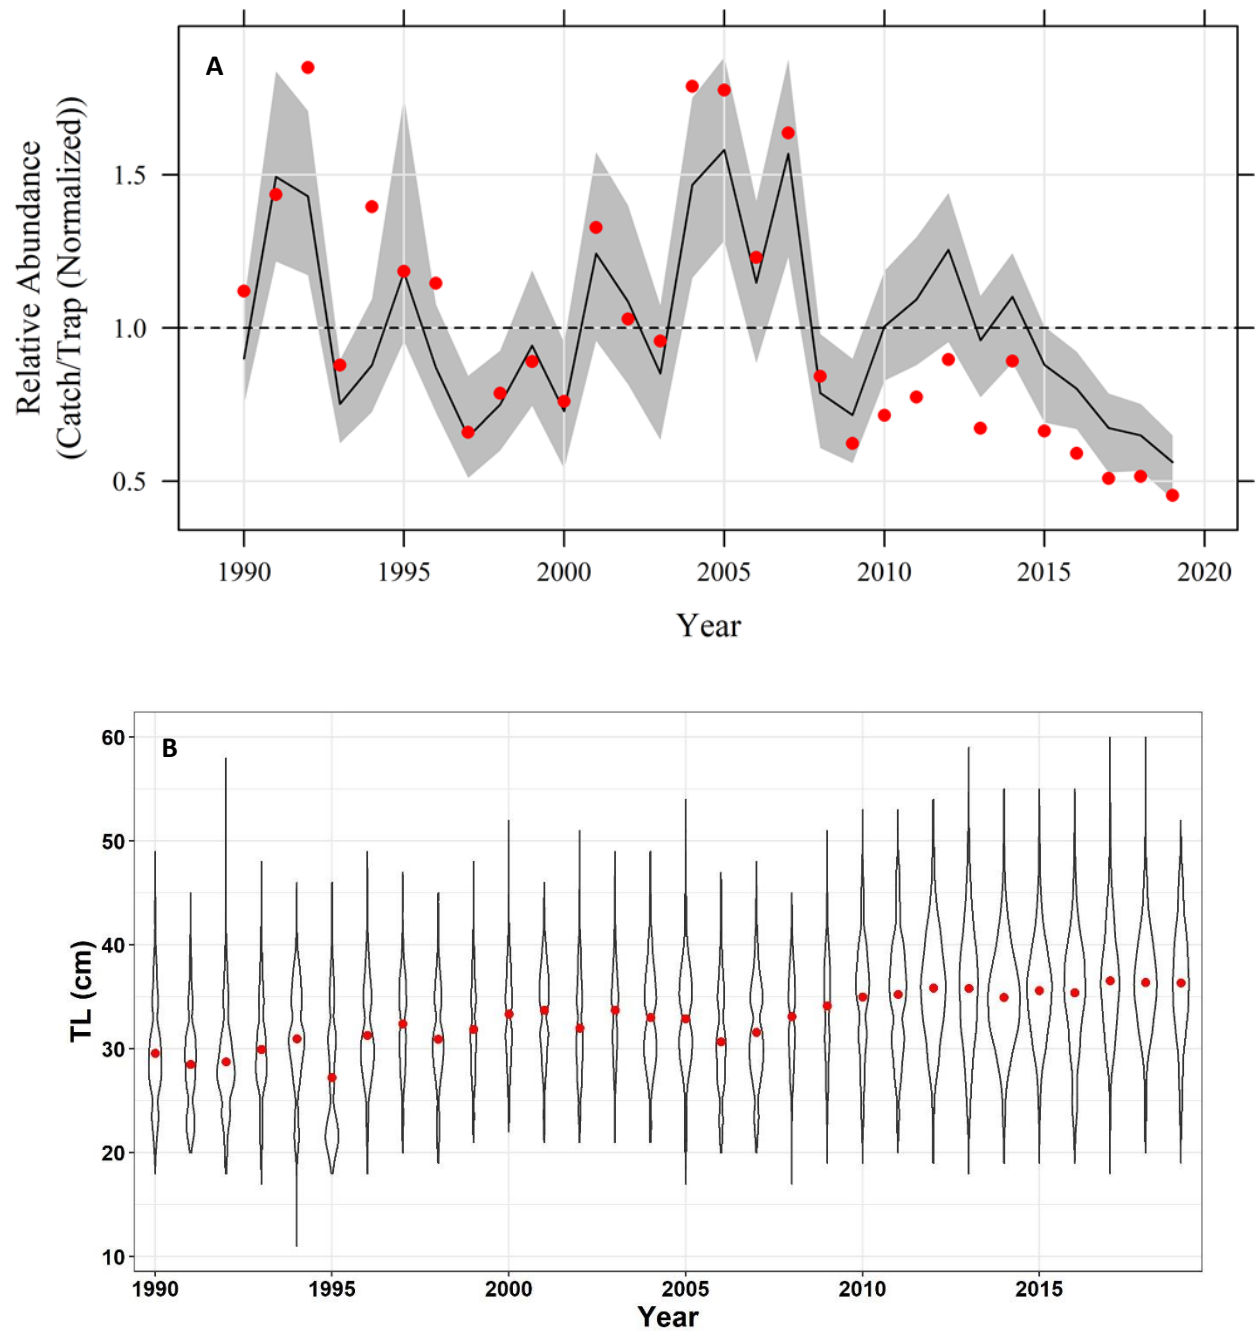 A
Relative Abundance
((Catch/Trap (Normalized))
1.5
1.0
0.5
1990 1995 2000 2005 2010 2015 2020
Year
B
TL (cm)
60
50
40
30
20
10
1990 1995 2000 2005 2010 2015
Year